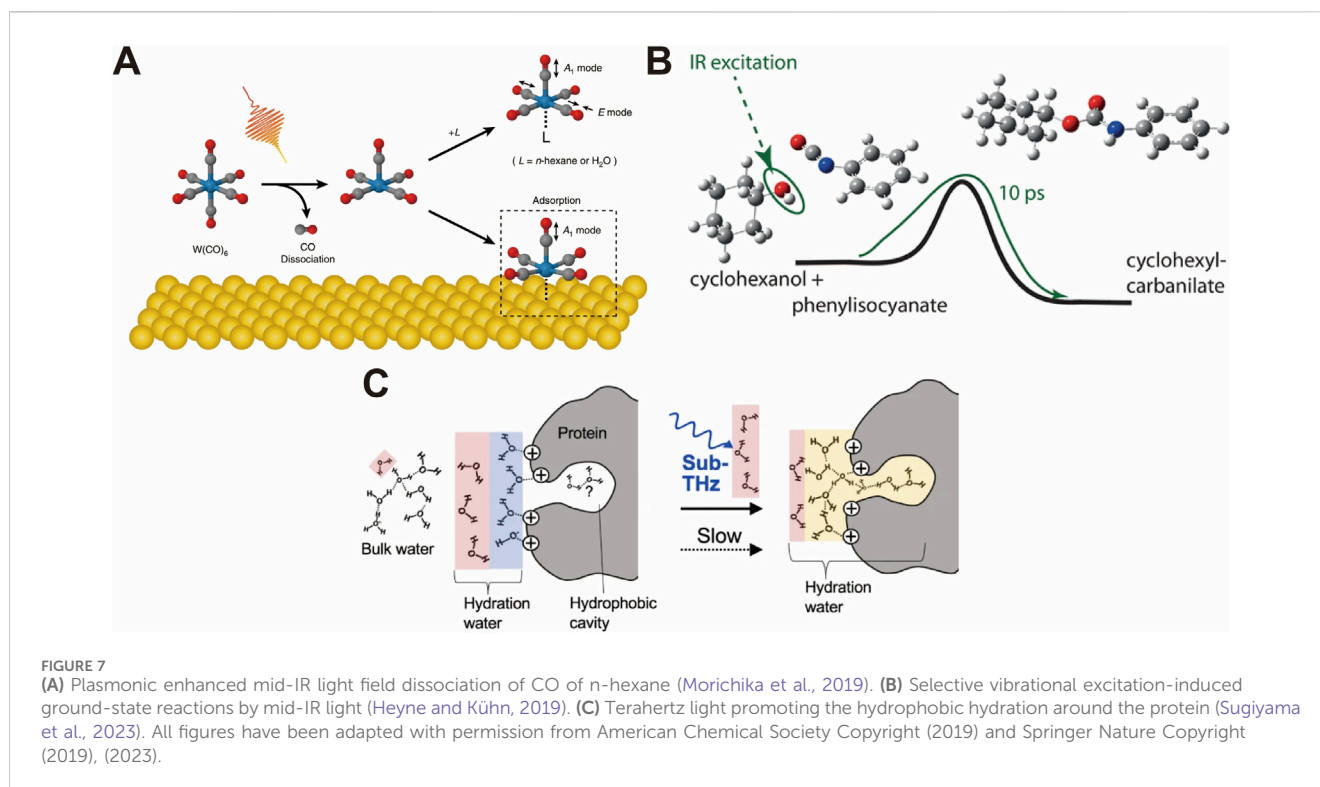 A
A₁ mode
E mode
+L
L
( L = n-hexane or H₂O )
W(CO)₆
CO
Dissociation
Adsorption
A₁ mode
B
IR excitation
10 ps
cyclohexanol +
phenylisocyanate
cyclohexyl-
carbanilate
C
Bulk water
Protein
?
Hydration
water
Hydrophobic
cavity
Sub-
THz
Slow
Hydration
water
FIGURE 7
(A) Plasmonic enhanced mid-IR light field dissociation of CO of n-hexane (Morichika et al., 2019). (B) Selective vibrational excitation-induced
ground-state reactions by mid-IR light (Heyne and Kühn, 2019). (C) Terahertz light promoting the hydrophobic hydration around the protein (Sugiyama
et al., 2023). All figures have been adapted with permission from American Chemical Society Copyright (2019) and Springer Nature Copyright
(2019), (2023).